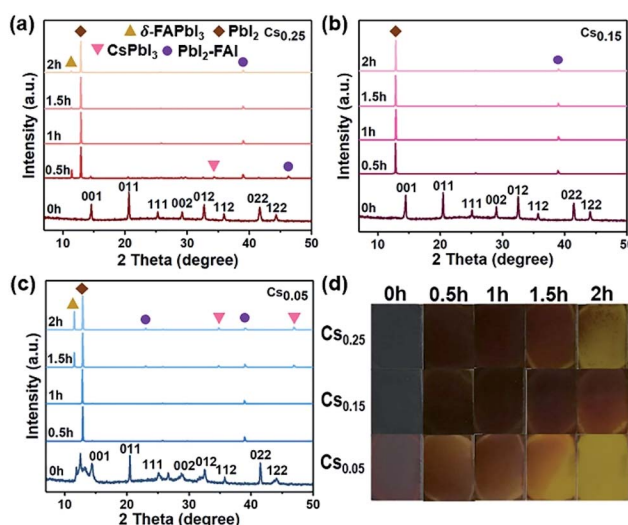 (a)
δ-FAPbI3
PbI2
Cs0.25
CsPbI3
PbI2-FAI
2h
1.5h
1h
0.5h
0h
001
011
111
002
012
112
022
122
Intensity (a.u.)
10 20 30 40 50
2 Theta (degree)
(b)
Cs0.15
2h
1.5h
1h
0.5h
0h
001
011
111
002
012
112
022
122
Intensity (a.u.)
10 20 30 40 50
2 Theta (degree)
(c)
Cs0.05
2h
1.5h
1h
0.5h
0h
001
011
111
002
012
112
022
122
Intensity (a.u.)
10 20 30 40 50
2 Theta (degree)
(d)
0h 0.5h 1h 1.5h 2h
Cs0.25
Cs0.15
Cs0.05